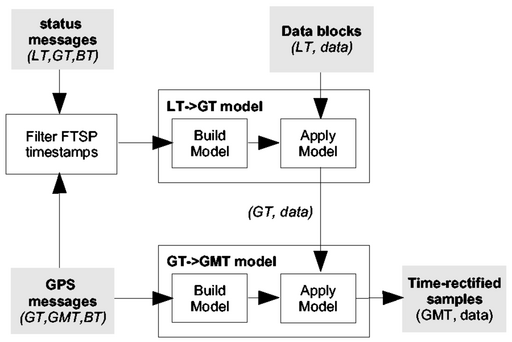 status
messages
(LT,GT,BT)
Data blocks
(LT, data)
Filter FTSP
timestamps
LT->GT model
Build
Model
Apply
Model
(GT, data)
GT->GMT model
Build
Model
Apply
Model
GPS
messages
(GT,GMT,BT)
Time-rectified
samples
(GMT, data)